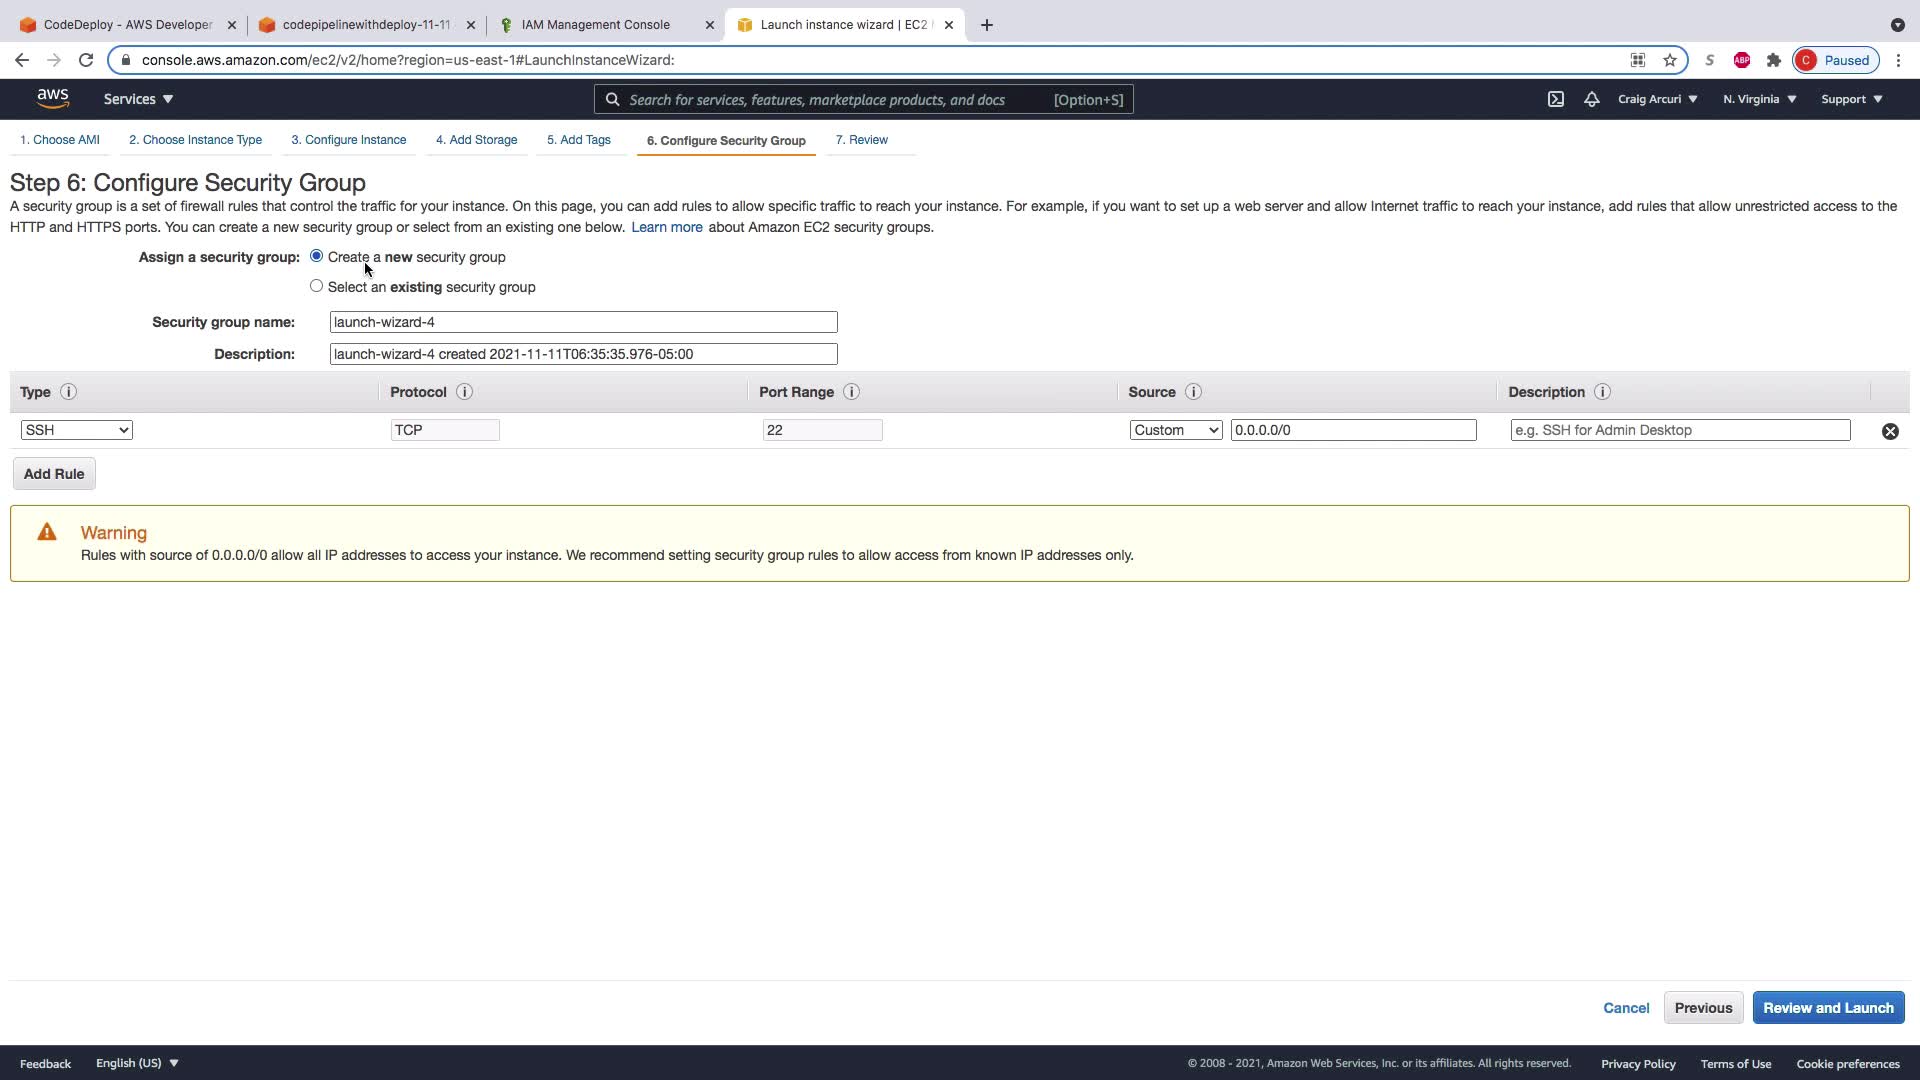 CodeDeploy - AWS Developer
codepipelinewithdeploy-11-11
IAM Management Console
Launch instance wizard | EC2
console.aws.amazon.com/ec2/v2/home?region=us-east-1#LaunchInstanceWizard:
S
ABP
C
Paused
aws
Services
Search for services, features, marketplace products, and docs
[Option+S]
Craig Arcuri
N. Virginia
Support
1. Choose AMI
2. Choose Instance Type
3. Configure Instance
4. Add Storage
5. Add Tags
6. Configure Security Group
7. Review
Step 6: Configure Security Group
A security group is a set of firewall rules that control the traffic for your instance. On this page, you can add rules to allow specific traffic to reach your instance. For example, if you want to set up a web server and allow Internet traffic to reach your instance, add rules that allow unrestricted access to the
HTTP and HTTPS ports. You can create a new security group or select from an existing one below. Learn more about Amazon EC2 security groups.
Assign a security group:
Create a new security group
Select an existing security group
Security group name:
launch-wizard-4
Description:
launch-wizard-4 created 2021-11-11T06:35:35.976-05:00
Type
Protocol
Port Range
Source
Description
SSH
TCP
22
Custom
0.0.0.0/0
e.g. SSH for Admin Desktop
Add Rule
Warning
Rules with source of 0.0.0.0/0 allow all IP addresses to access your instance. We recommend setting security group rules to allow access from known IP addresses only.
Cancel
Previous
Review and Launch
Feedback
English (US)
© 2008 - 2021, Amazon Web Services, Inc. or its affiliates. All rights reserved.
Privacy Policy
Terms of Use
Cookie preferences